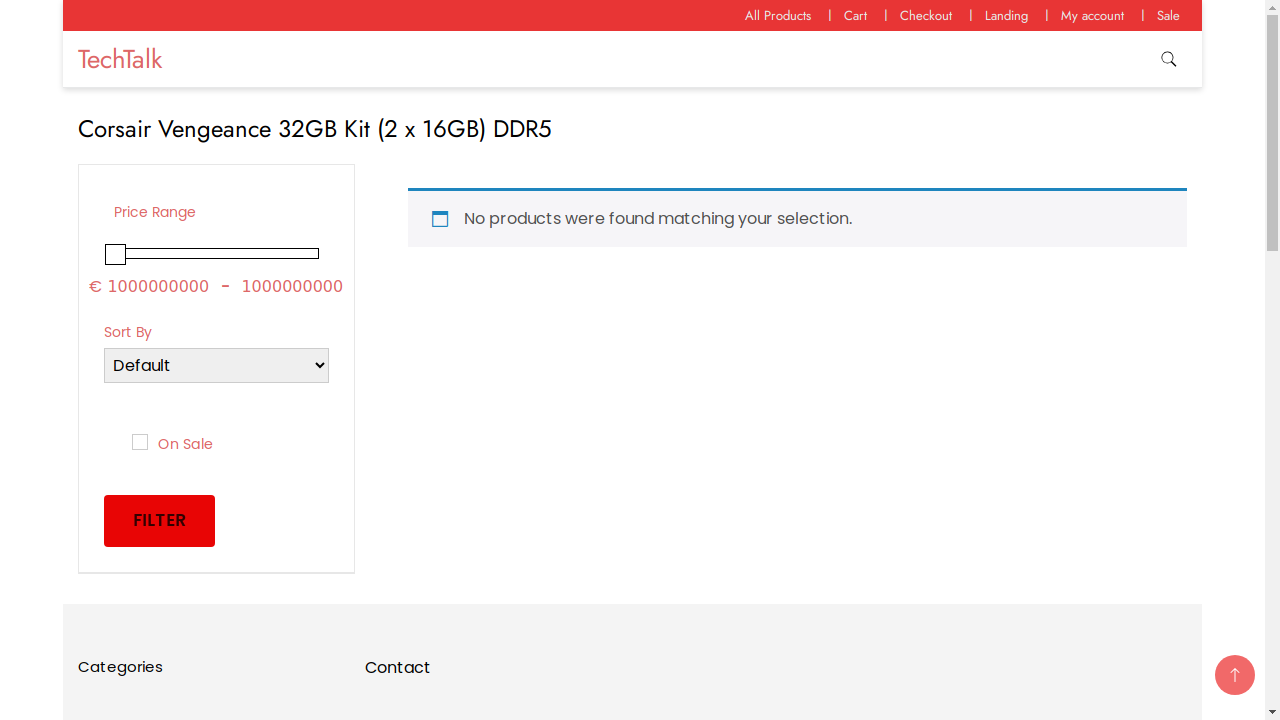 All Products | Cart | Checkout | Landing | My account | Sale
TechTalk
Corsair Vengeance 32GB Kit (2 x 16GB) DDR5
Price Range
€ 1000000000 - 1000000000
Sort By
Default
On Sale
FILTER
No products were found matching your selection.
Categories
Contact